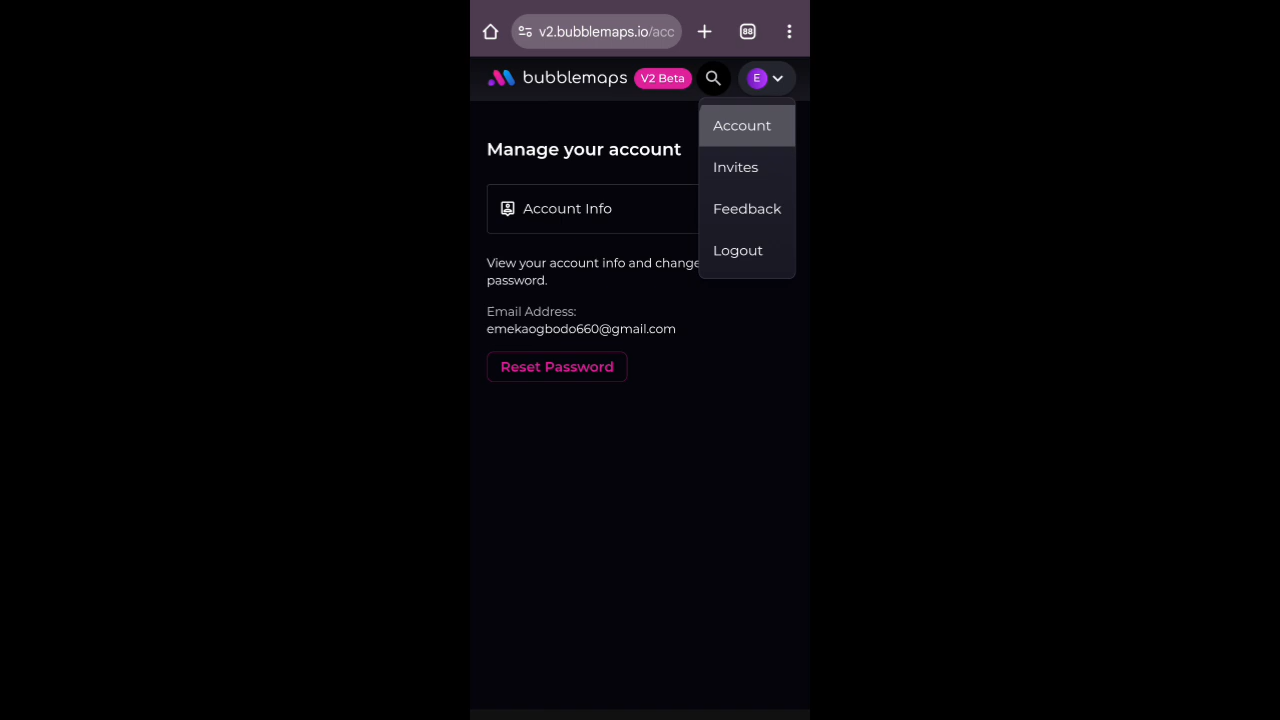 v2.bubblemaps.io/acc
88
bubblemaps V2 Beta E
Account
Invites
Feedback
Logout
Manage your account
Account Info
View your account info and change
password.
Email Address:
emekaogbodo660@gmail.com
Reset Password